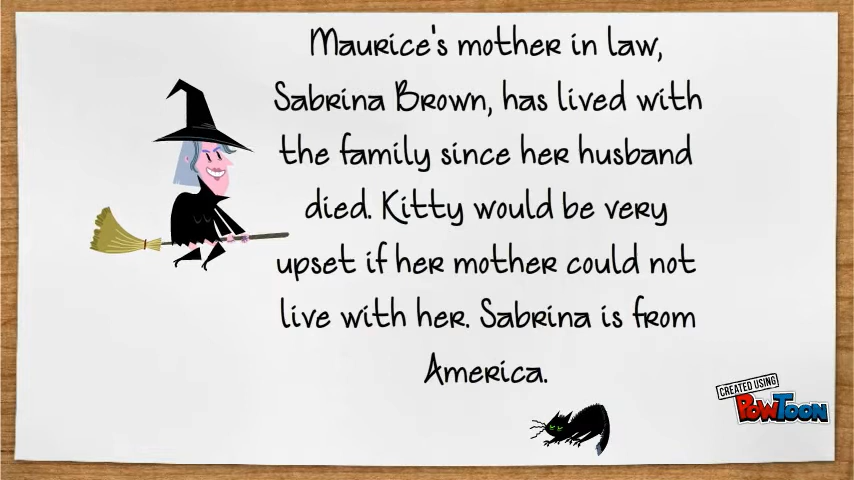 Maurice's mother in law,
Sabrina Brown, has lived with
the family since her husband
died. Kitty would be very
upset if her mother could not
live with her. Sabrina is from
America.
CREATED USING
POWTOON